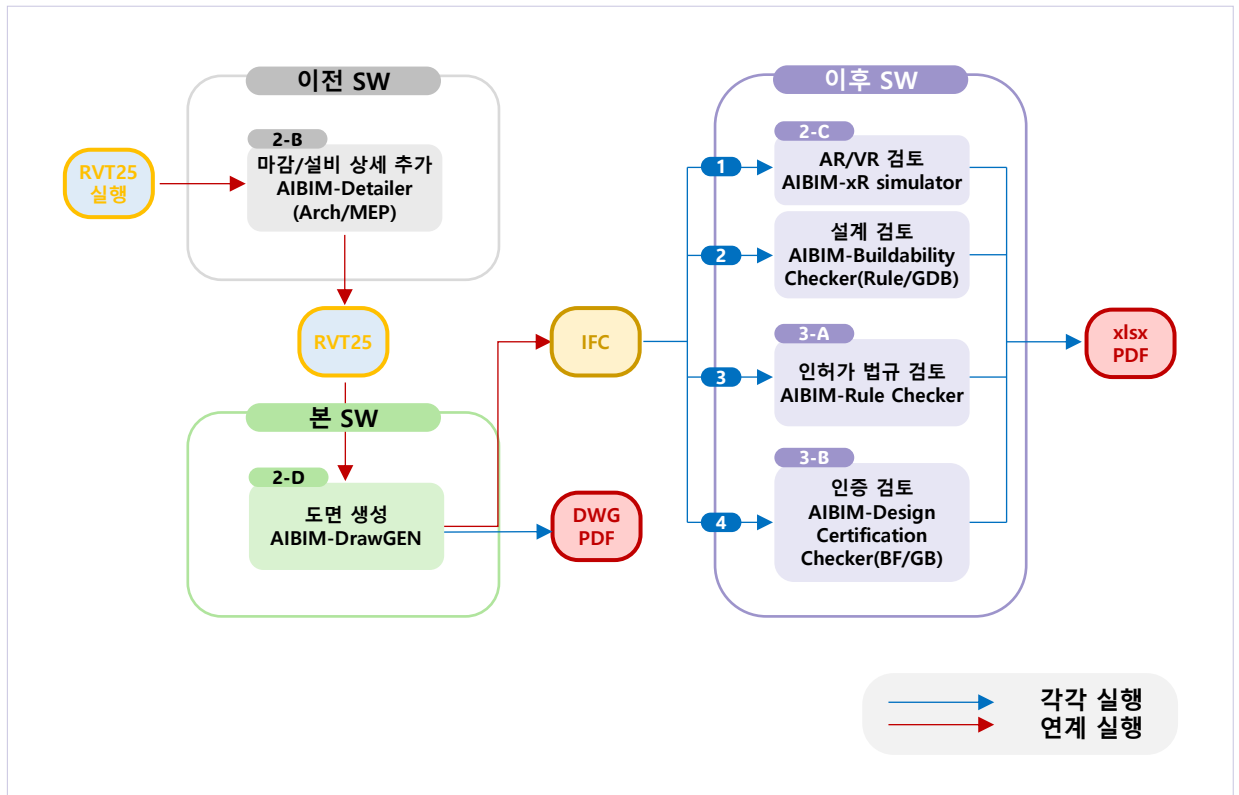 이전 SW
2-B
마감/설비 상세 추가
AIBIM-Detailer
(Arch/MEP)
RVT25
실행
RVT25
본 SW
2-D
도면 생성
AIBIM-DrawGEN
IFC
DWG
PDF
이후 SW
1
2-C
AR/VR 검토
AIBIM-xR simulator
2
설계 검토
AIBIM-Buildability
Checker(Rule/GDB)
3
3-A
인허가 법규 검토
AIBIM-Rule Checker
4
3-B
인증 검토
AIBIM-Design
Certification
Checker(BF/GB)
xlsx
PDF
각각 실행
연계 실행